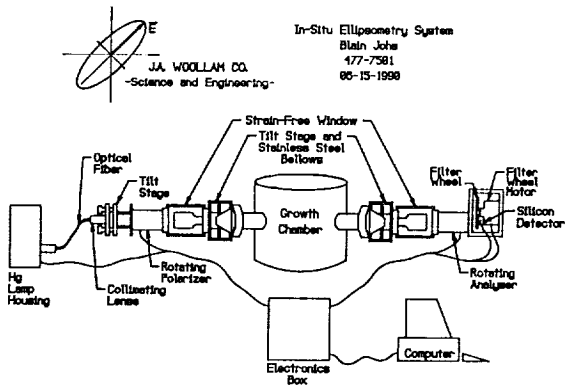 E
J.A. WOOLLAM CO.
-Science and Engineering-
In-Situ Ellipsometry System
Blain Johs
477-7501
06-15-1990
Strain-Free Window
Tilt Stage and
Stainless Steel
Bellows
Optical
Fiber
Tilt
Stage
Filter
Wheel
Filter
Wheel
Motor
Silicon
Detector
Growth
Chamber
Hg
Lamp
Housing
Collimating
Lense
Rotating
Polarizer
Rotating
Analyser
Electronics
Box
Computer